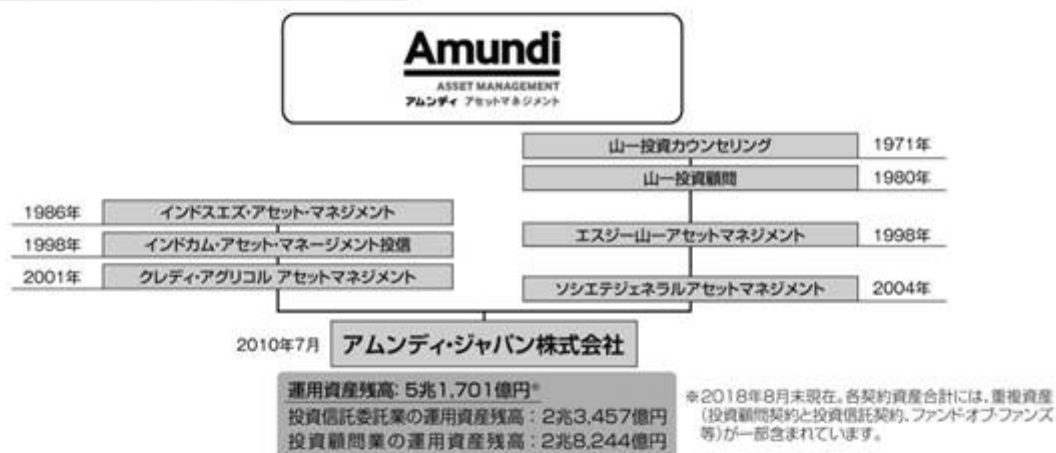 Amundi
ASSET MANAGEMENT
アムンディ アセットマネジメント
山一投資カウンセリング 1971年
山一投資顧問 1980年
1986年 インドスエズ・アセット・マネジメント
1998年 インドカム・アセット・マネージメント投信
エスジー山一アセットマネジメント 1998年
2001年 クレディ・アグリコル アセットマネジメント
ソシエテジェネラルアセットマネジメント 2004年
2010年7月 アムンディ・ジャパン株式会社
運用資産残高: 5兆1,701億円※
投資信託委託業の運用資産残高:2兆3,457億円
投資顧問業の運用資産残高:2兆8,244億円
※2018年8月末現在。各契約資産合計には、重複資産
(投資顧問契約と投資信託契約、ファンド・オブ・ファンズ
等)が一部含まれています。